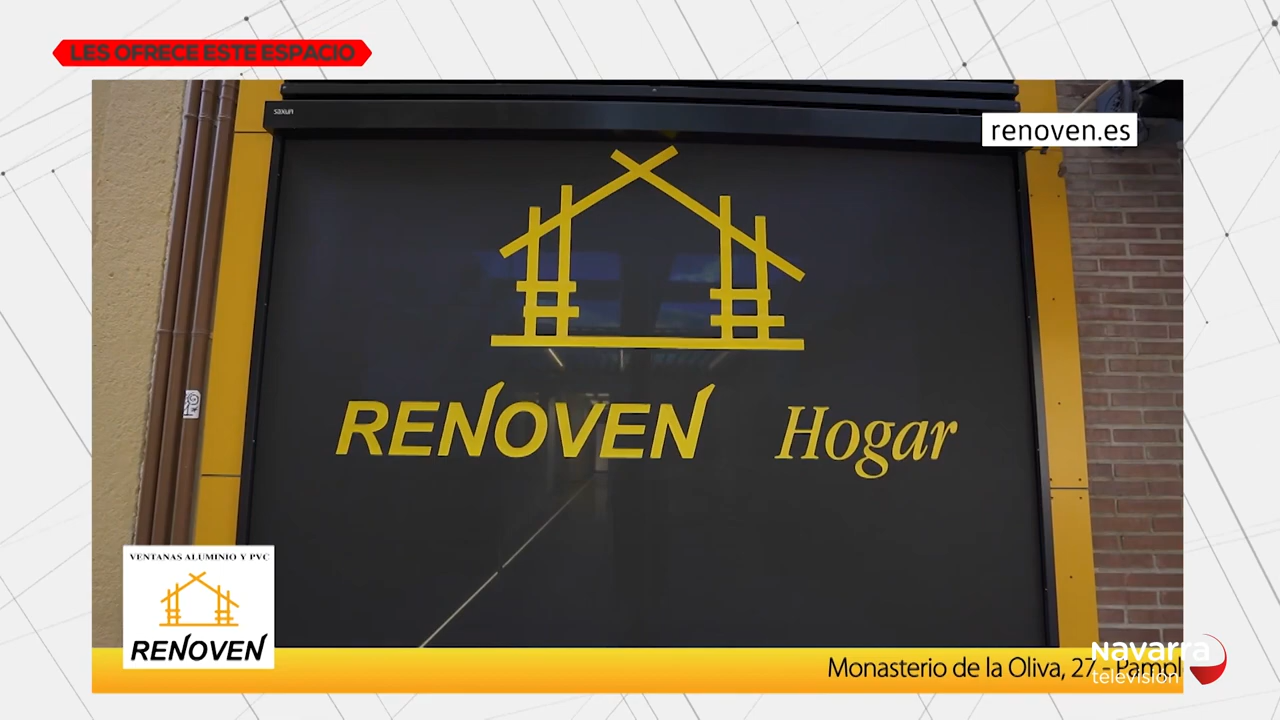 LES OFRECE ESTE ESPACIO
saxun
renoven.es
RENOVEN Hogar
VENTANAS ALUMINIO Y PVC
RENOVEN
Monasterio de la Oliva, 27 - Pampl
Navarra
televisión